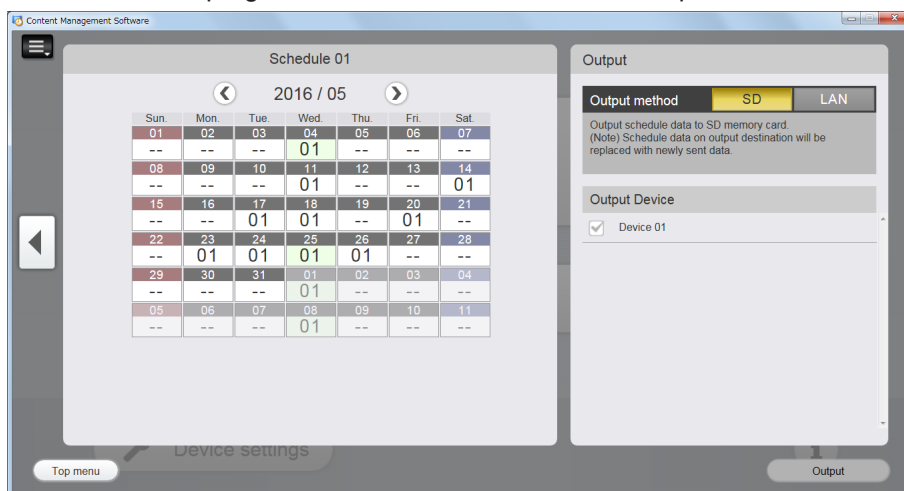 Content Management Software
Schedule 01
2016 / 05
Sun. Mon. Tue. Wed. Thu. Fri. Sat.
01 02 03 04 05 06 07
-- -- -- 01 -- -- --
08 09 10 11 12 13 14
-- -- -- 01 -- -- 01
15 16 17 18 19 20 21
-- -- 01 01 -- 01 --
22 23 24 25 26 27 28
-- 01 01 01 01 -- --
29 30 31 01 02 03 04
-- -- -- 01 -- -- --
05 06 07 08 09 10 11
-- -- -- 01 -- -- --
Output
Output method SD LAN
Output schedule data to SD memory card.
(Note) Schedule data on output destination will be
replaced with newly sent data.
Output Device
Device 01
Device settings
Top menu
Output